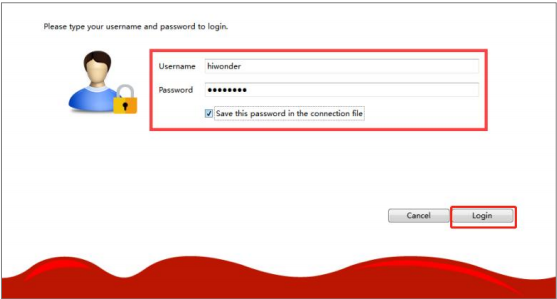 Please type your username and password to login.
Username hiwonder
Password ●●●●●●●●
Save this password in the connection file
Cancel Login